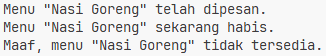 Menu "Nasi Goreng" telah dipesan.
Menu "Nasi Goreng" sekarang habis.
Maaf, menu "Nasi Goreng" tidak tersedia.